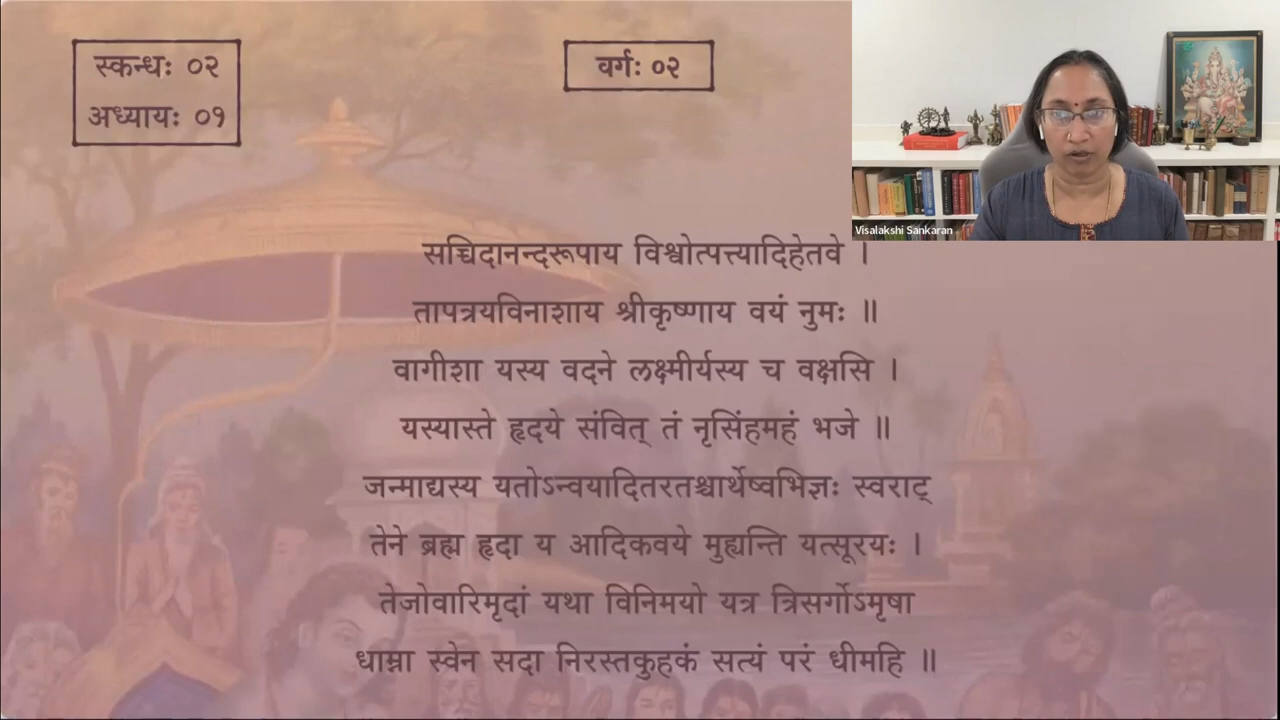 स्कन्धः ०२
अध्यायः ०१
वर्गः ०२
Visalakshi Sankaran
सच्चिदानन्दरूपाय विश्वोत्पत्त्यादिहेतवे ।
तापत्रयविनाशाय श्रीकृष्णाय वयं नुमः ॥
वागीशा यस्य वदने लक्ष्मीर्यस्य च वक्षसि ।
यस्यास्ते हृदये संवित् तं नृसिंहमहं भजे ॥
जन्माद्यस्य यतोऽन्वयादितरतश्चार्थेष्वभिज्ञः स्वराट्
तेने ब्रह्म हृदा य आदिकवये मुह्यन्ति यत्सूरयः ।
तेजोवारिमृदां यथा विनिमयो यत्र त्रिसर्गोऽमृषा
धाम्ना स्वेन सदा निरस्तकुहकं सत्यं परं धीमहि ॥